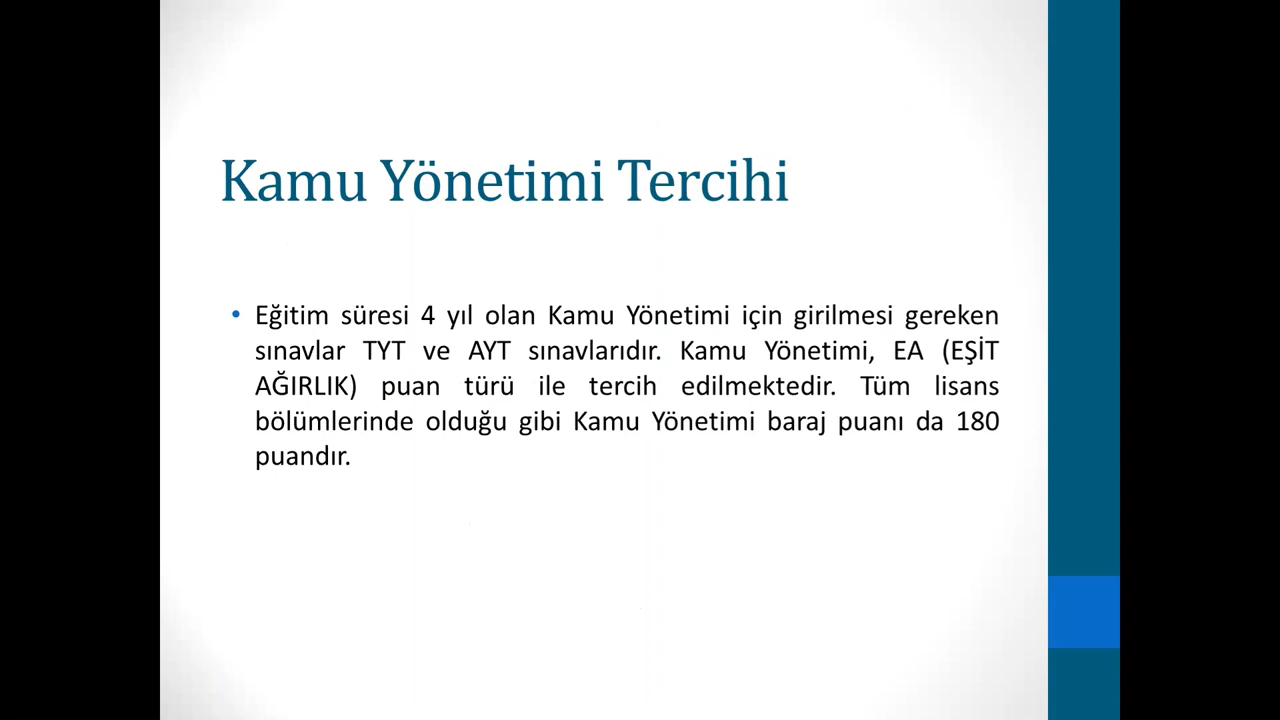 Kamu Yönetimi Tercihi
• Eğitim süresi 4 yıl olan Kamu Yönetimi için girilmesi gereken
sınavlar TYT ve AYT sınavlarıdır. Kamu Yönetimi, EA (EŞİT
AĞIRLIK) puan türü ile tercih edilmektedir. Tüm lisans
bölümlerinde olduğu gibi Kamu Yönetimi baraj puanı da 180
puandır.